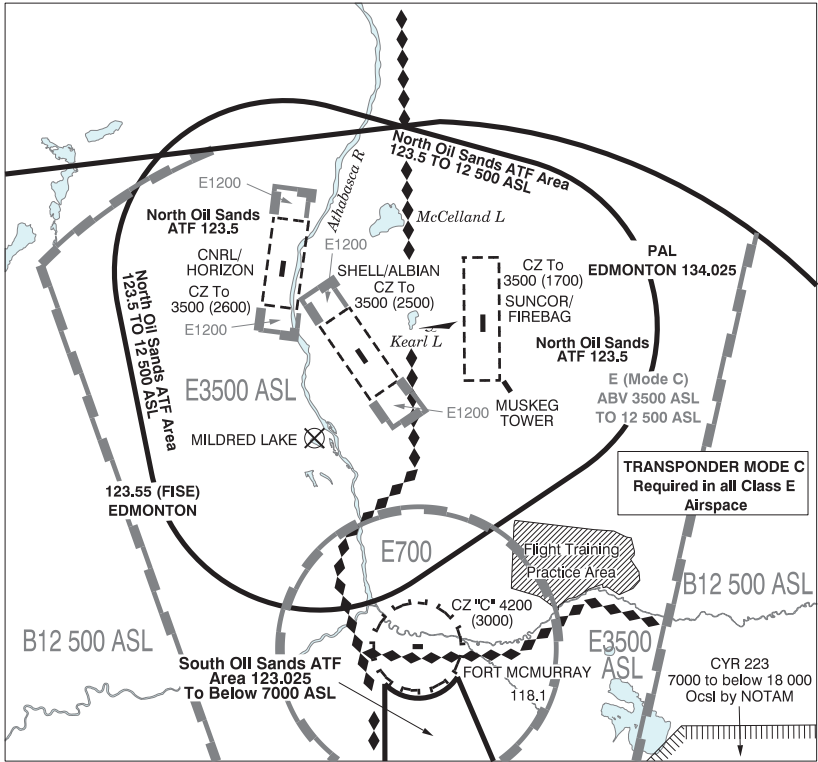 North Oil Sands ATF Area
123.5 TO 12 500 ASL
E1200
Athabasca R
North Oil Sands
ATF 123.5
McCelland L
CNRL/
HORIZON
CZ To
3500 (2600)
E1200
E1200
SHELL/ALBIAN
CZ To
3500 (2500)
CZ To
3500 (1700)
SUNCOR/
FIREBAG
PAL
EDMONTON 134.025
North Oil Sands ATF Area
123.5 TO 12 500 ASL
Kearl L
North Oil Sands
ATF 123.5
E3500 ASL
E (Mode C)
ABV 3500 ASL
TO 12 500 ASL
E1200
MUSKEG
TOWER
MILDRED LAKE
TRANSPONDER MODE C
Required in all Class E
Airspace
123.55 (FISE)
EDMONTON
E700
Flight Training
Practice Area
B12 500 ASL
CZ "C" 4200
(3000)
B12 500 ASL
E3500
ASL
South OIl Sands ATF
Area 123.025
To Below 7000 ASL
FORT MCMURRAY
118.1
CYR 223
7000 to below 18 000
Ocsl by NOTAM